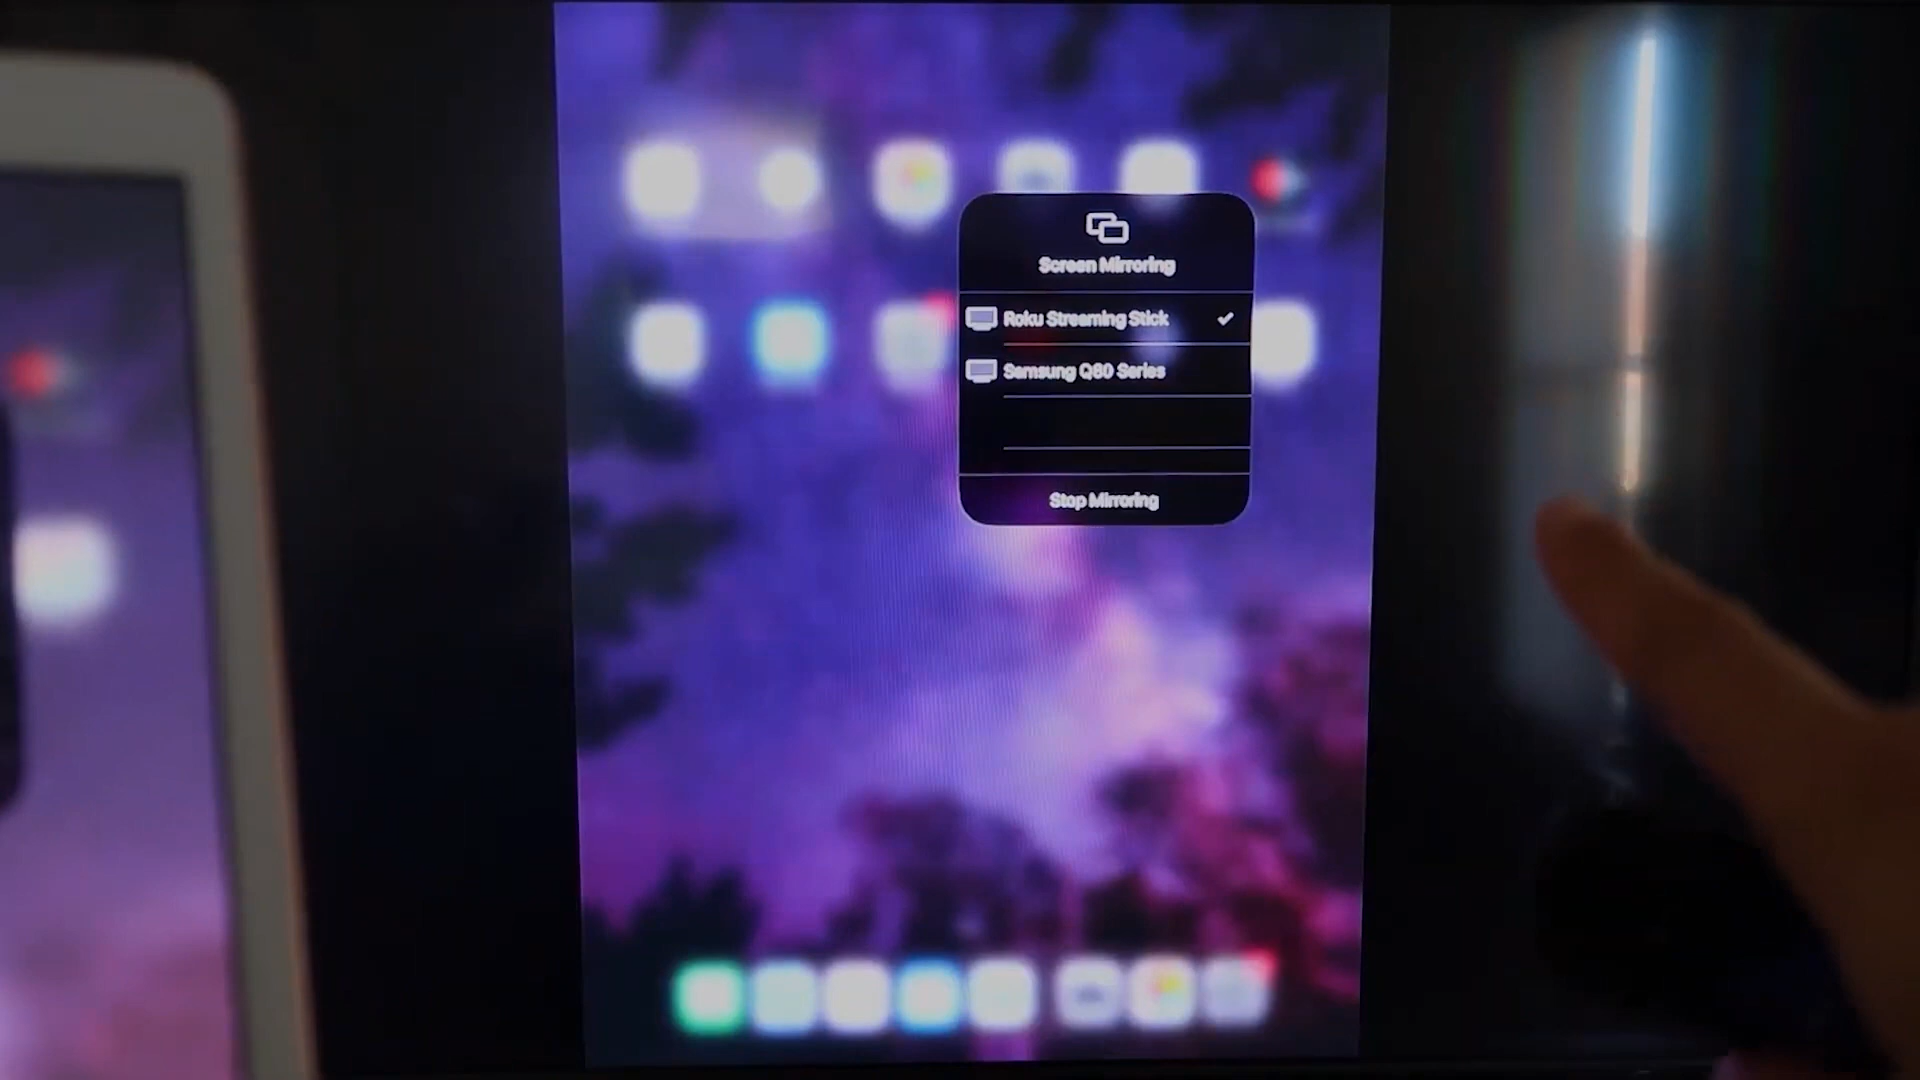 Screen Mirroring
Roku Streaming Stick
Samsung Q60 Series
Stop Mirroring